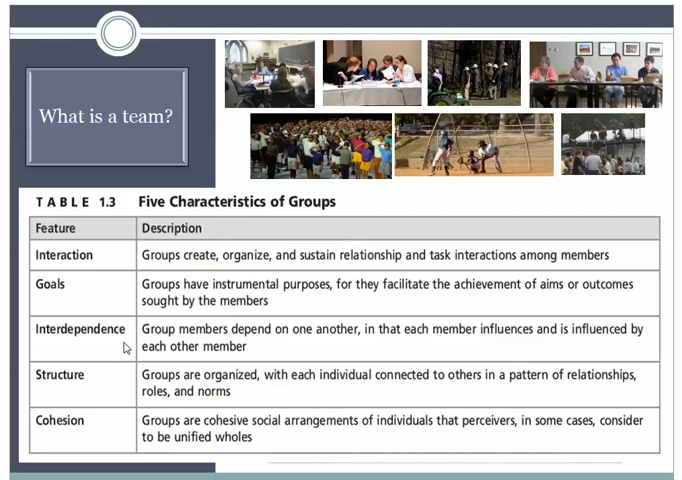 What is a team?
TABLE 1.3 Five Characteristics of Groups
Feature Description
Interaction Groups create, organize, and sustain relationship and task interactions among members
Goals Groups have instrumental purposes, for they facilitate the achievement of aims or outcomes
sought by the members
Interdependence Group members depend on one another, in that each member influences and is influenced by
each other member
Structure Groups are organized, with each individual connected to others in a pattern of relationships,
roles, and norms
Cohesion Groups are cohesive social arrangements of individuals that perceivers, in some cases, consider
to be unified wholes